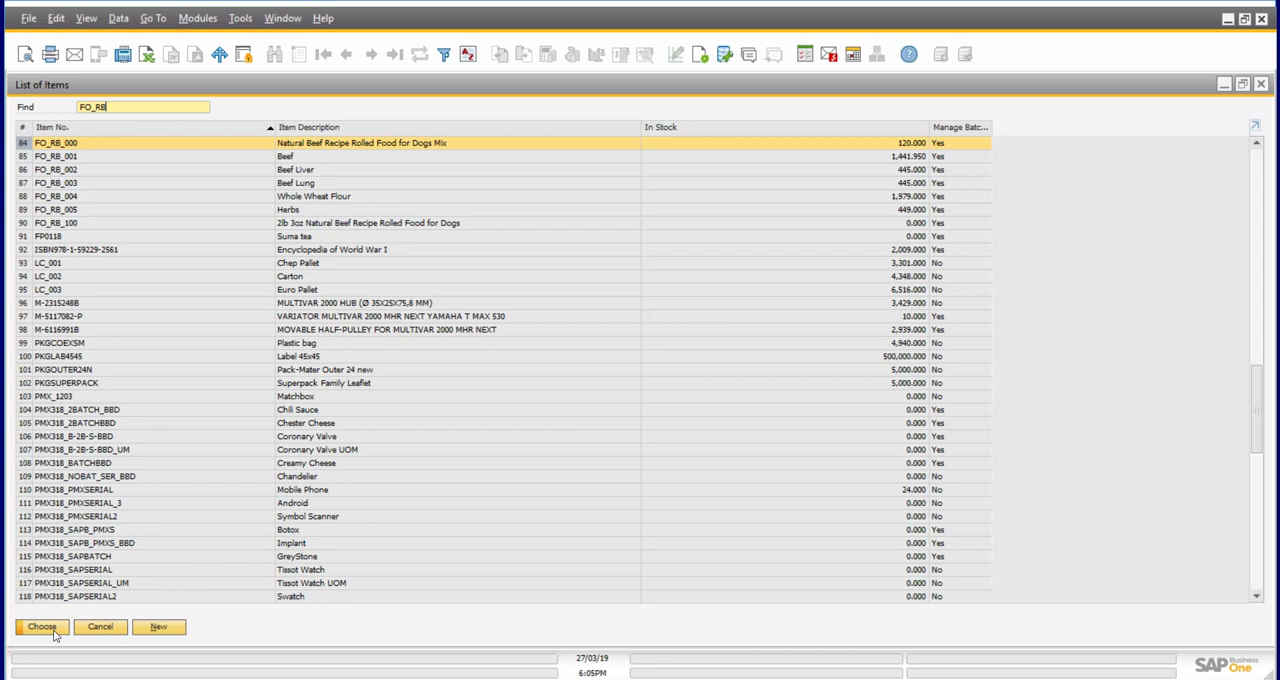 File Edit View Data Go To Modules Tools Window Help
List of Items
Find FO_RB
# Item No. Item Description In Stock Manage Batc...
84 FO_RB_000 Natural Beef Recipe Rolled Food for Dogs Mix 120.000 Yes
85 FO_RB_001 Beef 1,441.950 Yes
86 FO_RB_002 Beef Liver 445.000 Yes
87 FO_RB_003 Beef Lung 445.000 Yes
88 FO_RB_004 Whole Wheat Flour 1,979.000 Yes
89 FO_RB_005 Herbs 449.000 Yes
90 FO_RB_100 2lb 3oz Natural Beef Recipe Rolled Food for Dogs 0.000 Yes
91 FP0118 Suma tea 0.000 Yes
92 ISBN978-1-59229-2561 Encyclopedia of World War I 2,009.000 Yes
93 LC_001 Chep Pallet 3,301.000 No
94 LC_002 Carton 4,348.000 No
95 LC_003 Euro Pallet 6,516.000 No
96 M-2315248B MULTIVAR 2000 HUB (Ø 35X25X75,8 MM) 3,429.000 No
97 M-5117082-P VARIATOR MULTIVAR 2000 MHR NEXT YAMAHA T MAX 530 10.000 Yes
98 M-6116991B MOVABLE HALF-PULLEY FOR MULTIVAR 2000 MHR NEXT 2,939.000 No
99 PKGCOEXSM Plastic bag 4,940.000 No
100 PKGLAB4545 Label 45x45 500,000.000 No
101 PKGOUTER24N Pack-Mater Outer 24 new 5,000.000 No
102 PKGSUPERPACK Superpack Family Leaflet 5,000.000 No
103 PMX_1203 Matchbox 0.000 No
104 PMX318_2BATCH_BBD Chili Sauce 0.000 Yes
105 PMX318_2BATCHBBD Chester Cheese 0.000 Yes
106 PMX318_B-2B-S-BBD Coronary Valve 0.000 Yes
107 PMX318_B-2B-S-BBD_UM Coronary Valve UOM 0.000 Yes
108 PMX318_BATCHBBD Creamy Cheese 0.000 Yes
109 PMX318_NOBAT_SER_BBD Chandelier 0.000 No
110 PMX318_PMXSERIAL Mobile Phone 24.000 No
111 PMX318_PMXSERIAL_3 Android 0.000 No
112 PMX318_PMXSERIAL2 Symbol Scanner 0.000 No
113 PMX318_SAPB_PMXS Botox 0.000 Yes
114 PMX318_SAPB_PMXS_BBD Implant 0.000 Yes
115 PMX318_SAPBATCH GreyStone 0.000 Yes
116 PMX318_SAPSERIAL Tissot Watch 0.000 No
117 PMX318_SAPSERIAL_UM Tissot Watch UOM 0.000 No
118 PMX318_SAPSERIAL2 Swatch 0.000 No
Choose Cancel New
27/03/19
6:05PM
SAP Business One